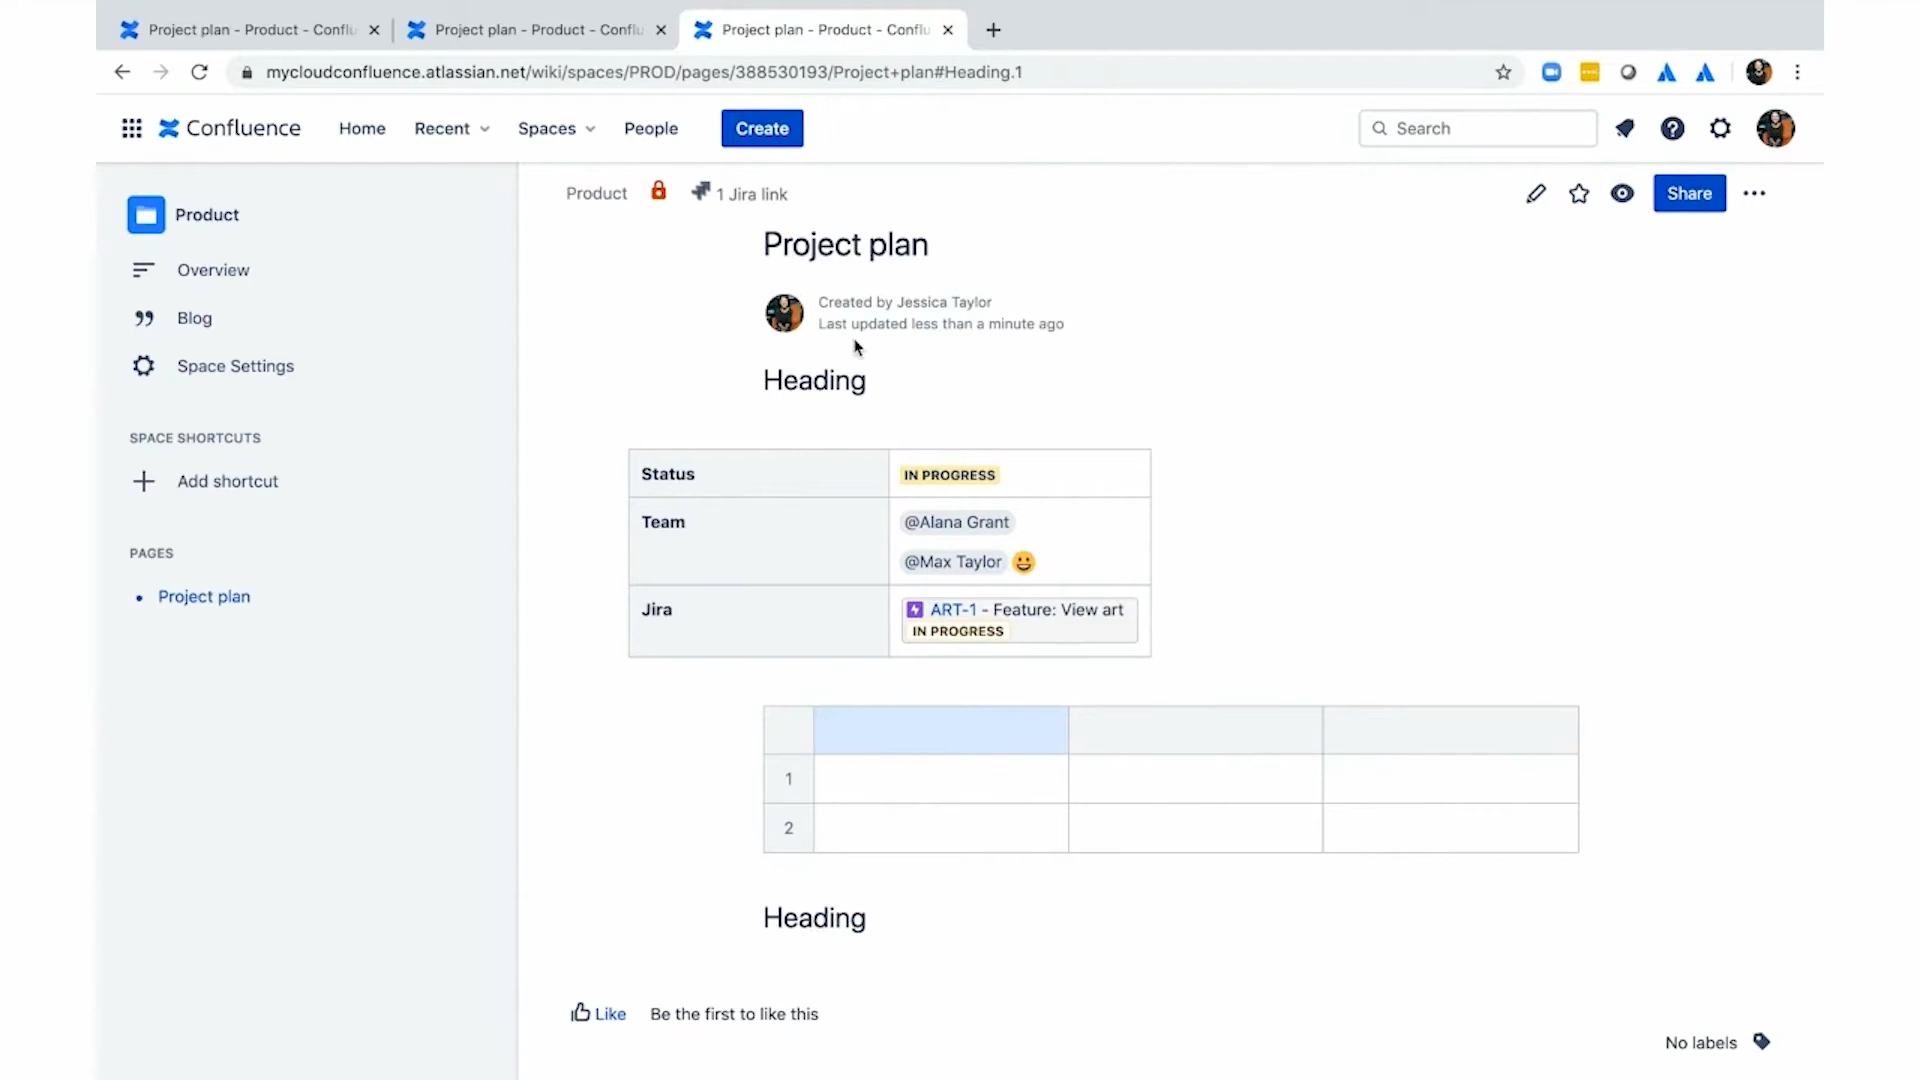 Project plan - Product - Conflu
Project plan - Product - Conflu
Project plan - Product - Conflu
mycloudconfluence.atlassian.net/wiki/spaces/PROD/pages/388530193/Project+plan#Heading.1
Confluence
Home
Recent
Spaces
People
Create
Search
Product
Overview
Blog
Space Settings
SPACE SHORTCUTS
Add shortcut
PAGES
Project plan
Product
1 Jira link
Share
Project plan
Created by Jessica Taylor
Last updated less than a minute ago
Heading
Status
IN PROGRESS
Team
@Alana Grant
@Max Taylor
Jira
ART-1 - Feature: View art
IN PROGRESS
1
2
Heading
Like
Be the first to like this
No labels